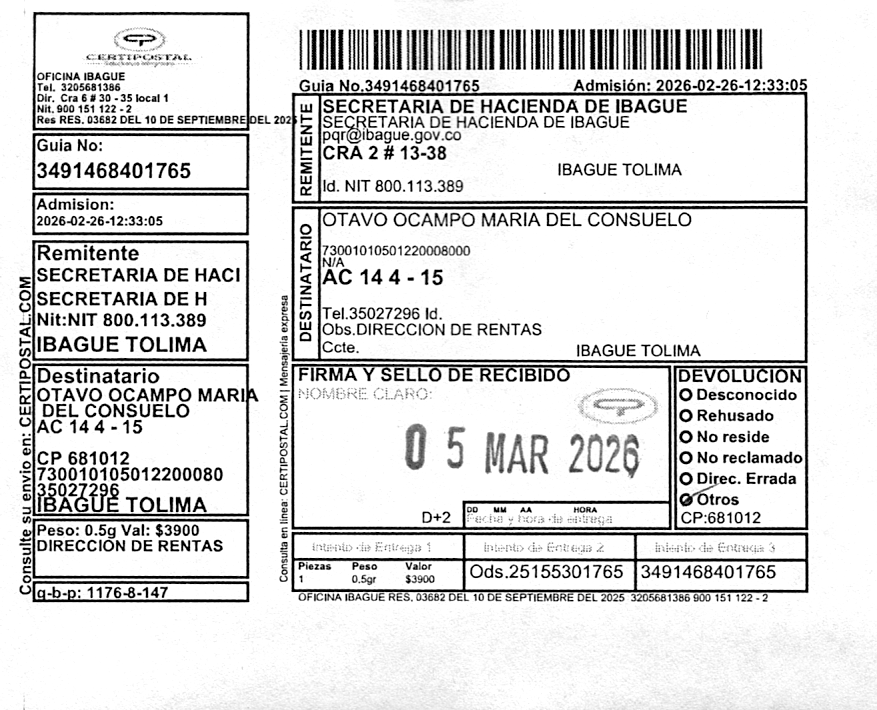 CERTIPOSTAL
OFICINA IBAGUE
Tel. 3205681386
Dir. Cra 6 # 30 - 35 local 1
Nit. 900 151 122 - 2
Res RES. 03682 DEL 10 DE SEPTIEMBRE DEL 2025
Guia No:
3491468401765
Admision:
2026-02-26-12:33:05
Remitente
SECRETARIA DE HACI
SECRETARIA DE H
Nit:NIT 800.113.389
IBAGUE TOLIMA
Destinatario
OTAVO OCAMPO MARIA
DEL CONSUELO
AC 14 4 - 15
CP 681012
730010105012200080
35027296
IBAGUE TOLIMA
Peso: 0.5g Val: $3900
DIRECCION DE RENTAS
q-b-p: 1176-8-147
Consulte su envio en: CERTIPOSTAL.COM
Guia No.3491468401765 Admisión: 2026-02-26-12:33:05
REMITENTE
SECRETARIA DE HACIENDA DE IBAGUE
SECRETARIA DE HACIENDA DE IBAGUE
pqr@ibague.gov.co
CRA 2 # 13-38
IBAGUE TOLIMA
Id. NIT 800.113.389
DESTINATARIO
OTAVO OCAMPO MARIA DEL CONSUELO
73001010501220008000
N/A
AC 14 4 - 15
Tel.35027296 Id.
Obs.DIRECCION DE RENTAS
Ccte. IBAGUE TOLIMA
Consulta en linea: CERTIPOSTAL.COM | Mensajería expresa
FIRMA Y SELLO DE RECIBIDO
NOMBRE CLARO:
05 MAR 2026
D+2
DD MM AA HORA
Fecha y hora de entrega
DEVOLUCION
Desconocido
Rehusado
No reside
No reclamado
Direc. Errada
Otros
CP:681012
Intento de Entrega 1 Intento de Entrega 2 Intento de Entrega 3
Piezas Peso Valor
1 0,5gr $3900
Ods.25155301765 3491468401765
OFICINA IBAGUE RES. 03682 DEL 10 DE SEPTIEMBRE DEL 2025 3205681386 900 151 122 - 2